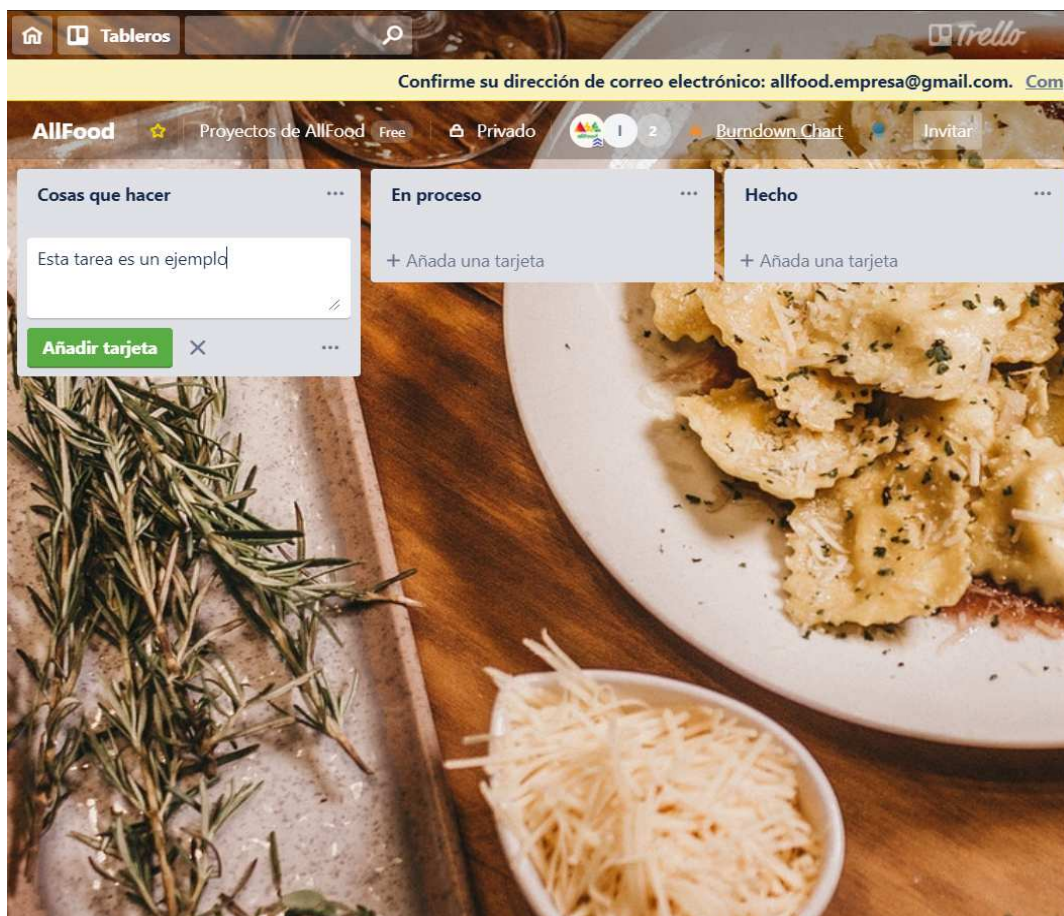 Tableros
Trello
Confirme su dirección de correo electrónico: allfood.empresa@gmail.com. Com
AllFood Proyectos de AllFood Free Privado I 2 Burndown Chart Invitar
Cosas que hacer
En proceso
Hecho
Esta tarea es un ejemplo
+ Añada una tarjeta
+ Añada una tarjeta
Añadir tarjeta